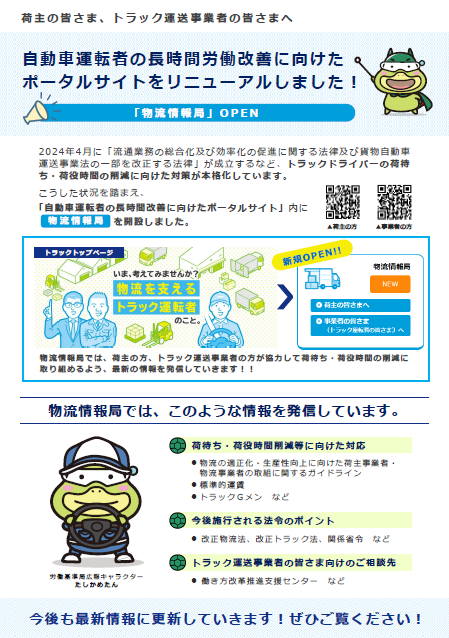 荷主の皆さま、トラック運送事業者の皆さまへ
自動車運転者の長時間労働改善に向けた
ポータルサイトをリニューアルしました！
「物流情報局」OPEN
2024年4月に「流通業務の総合化及び効率化の促進に関する法律及び貨物自動車
運送事業法の一部を改正する法律」が成立するなど、トラックドライバーの荷待
ち・荷役時間の削減に向けた対策が本格化しています。
こうした状況を踏まえ、
「自動車運転者の長時間改善に向けたポータルサイト」内に
物流情報局 を開設しました。
▲荷主の方
▲事業者の方
トラックトップページ
いま、考えてみませんか？
物流を支える
トラック運転者
のこと。
新規OPEN!!
物流情報局
NEW
荷主の皆さまへ
事業者の皆さま
（トラック運転者の皆さま）へ
物流情報局では、荷主の方、トラック運送事業者の方が協力して荷待ち・荷役時間の削減に
取り組めるよう、最新の情報を発信していきます！！
物流情報局では、このような情報を発信しています。
荷待ち・荷役時間削減等に向けた対応
●物流の適正化・生産性向上に向けた荷主事業者・
物流事業者の取組に関するガイドライン
●標準的運賃
●トラックＧメン など
今後施行される法令のポイント
●改正物流法、改正トラック法、関係省令 など
トラック運送事業者の皆さま向けのご相談先
●働き方改革推進支援センター など
労働基準局広報キャラクター
たしかめたん
今後も最新情報に更新していきます！ぜひご覧ください！